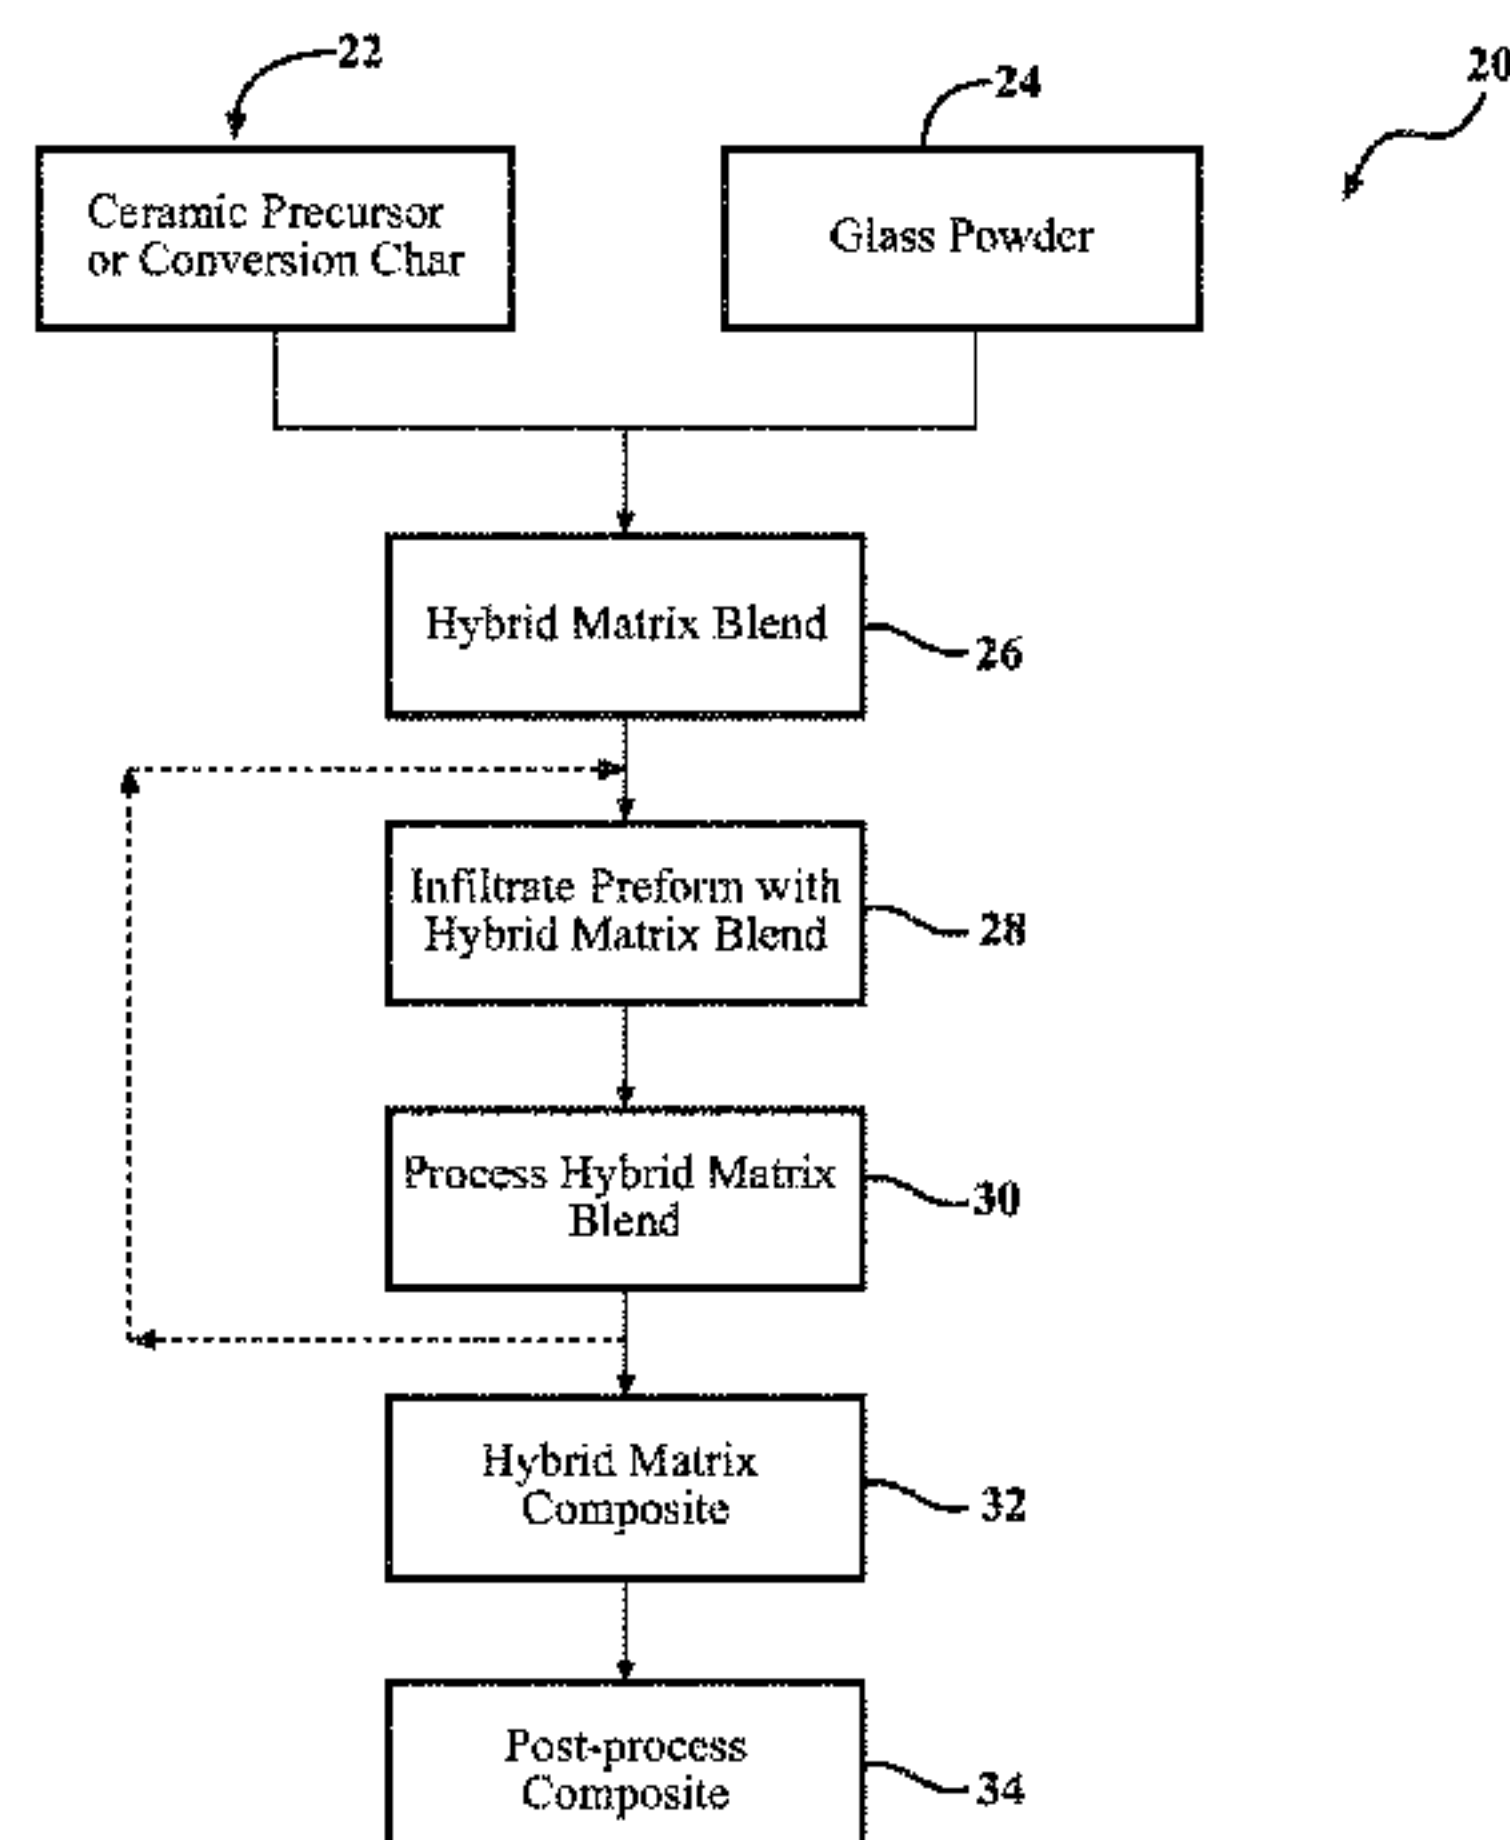 22
24
20
Ceramic Precursor
or Conversion Char
Glass Powder
Hybrid Matrix Blend
26
Infiltrate Preform with
Hybrid Matrix Blend
28
Process Hybrid Matrix
Blend
30
Hybrid Matrix
Composite
32
Post-process
Composite
34